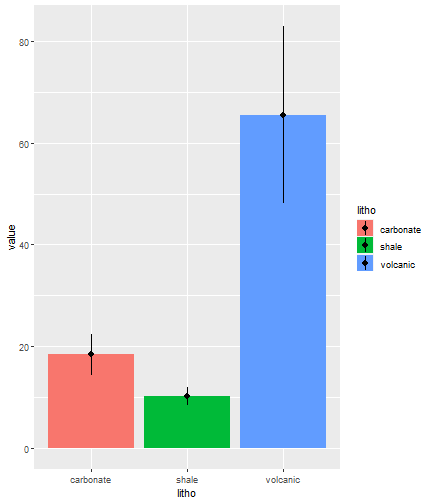 80
60
40
20
0
value
carbonate shale volcanic
litho
litho
carbonate
shale
volcanic